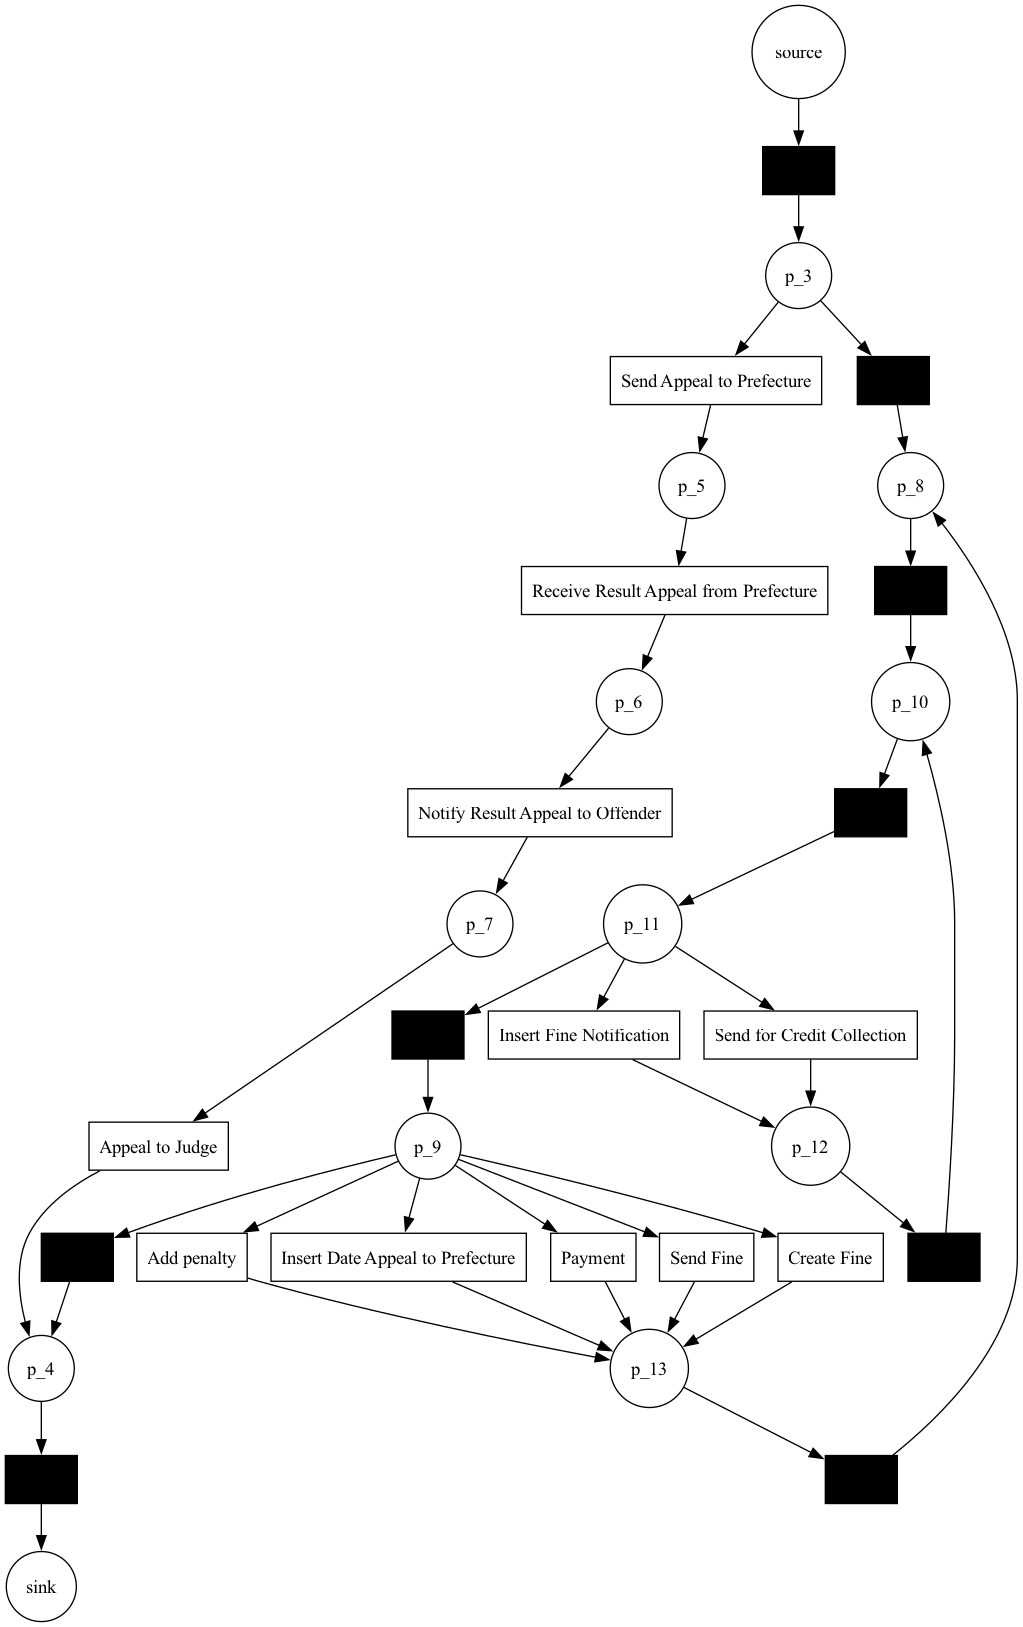 source
p_3
Send Appeal to Prefecture
p_5
p_8
Receive Result Appeal from Prefecture
p_6
p_10
Notify Result Appeal to Offender
p_7
p_11
Insert Fine Notification
Send for Credit Collection
Appeal to Judge
p_9
p_12
Add penalty
Insert Date Appeal to Prefecture
Payment
Send Fine
Create Fine
p_4
p_13
sink